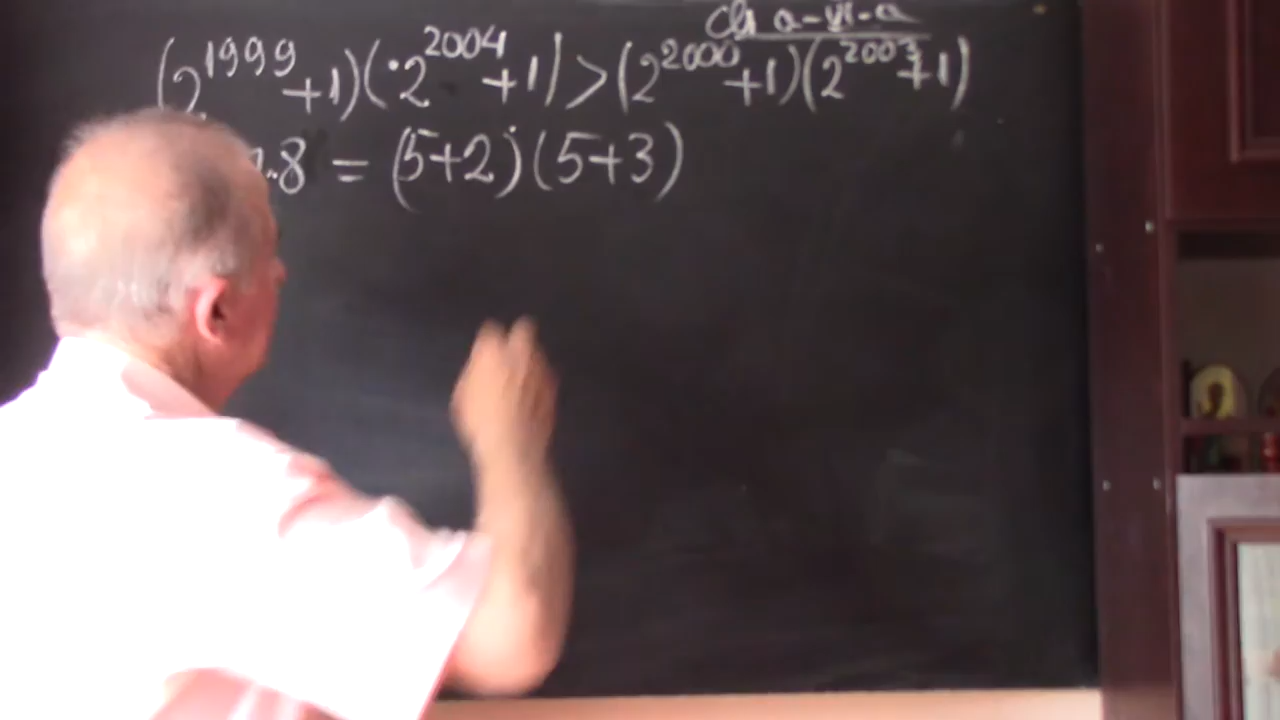 cls a-VI-a
(2^1999+1)(·2^2004+1)>(2^2000+1)(2^2003+1)
.8 = (5+2)(5+3)